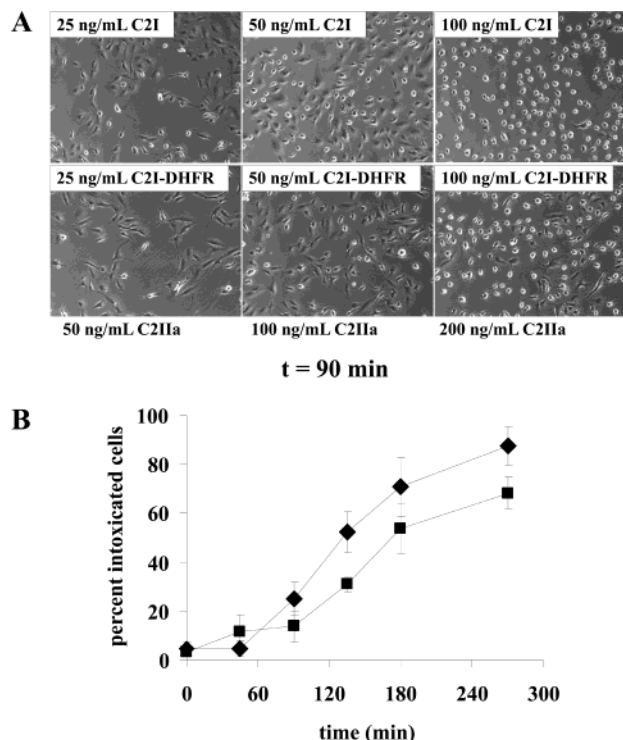 A
25 ng/mL C2I
50 ng/mL C2I
100 ng/mL C2I
25 ng/mL C2I-DHFR
50 ng/mL C2I-DHFR
100 ng/mL C2I-DHFR
50 ng/mL C2IIa
100 ng/mL C2IIa
200 ng/mL C2IIa
t = 90 min
B
percent intoxicated cells
100
80
60
40
20
0
0
60
120
180
240
300
time (min)